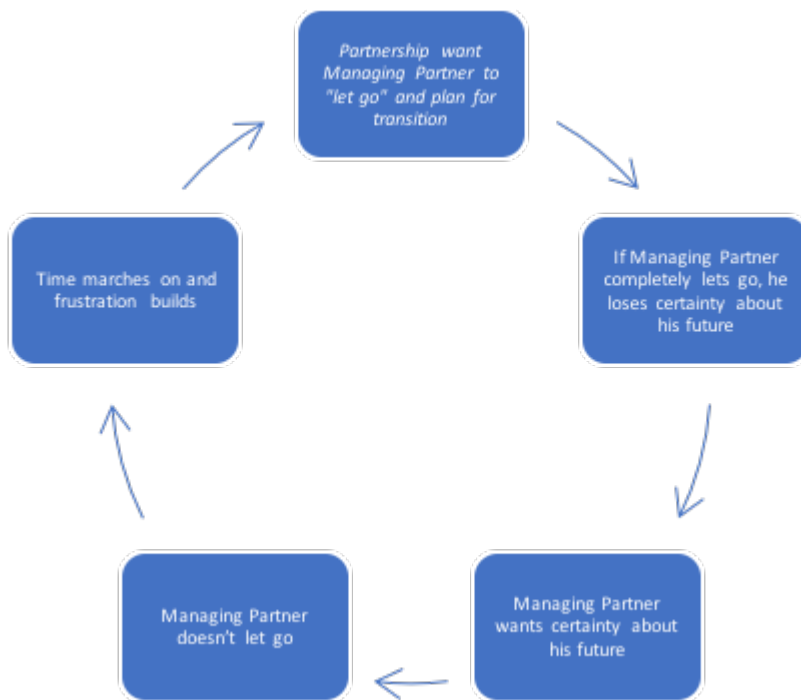 Partnership want
Managing Partner to
"let go" and plan for
transition
If Managing Partner
completely lets go, he
loses certainty about
his future
Managing Partner
wants certainty about
his future
Managing Partner
doesn't let go
Time marches on and
frustration builds